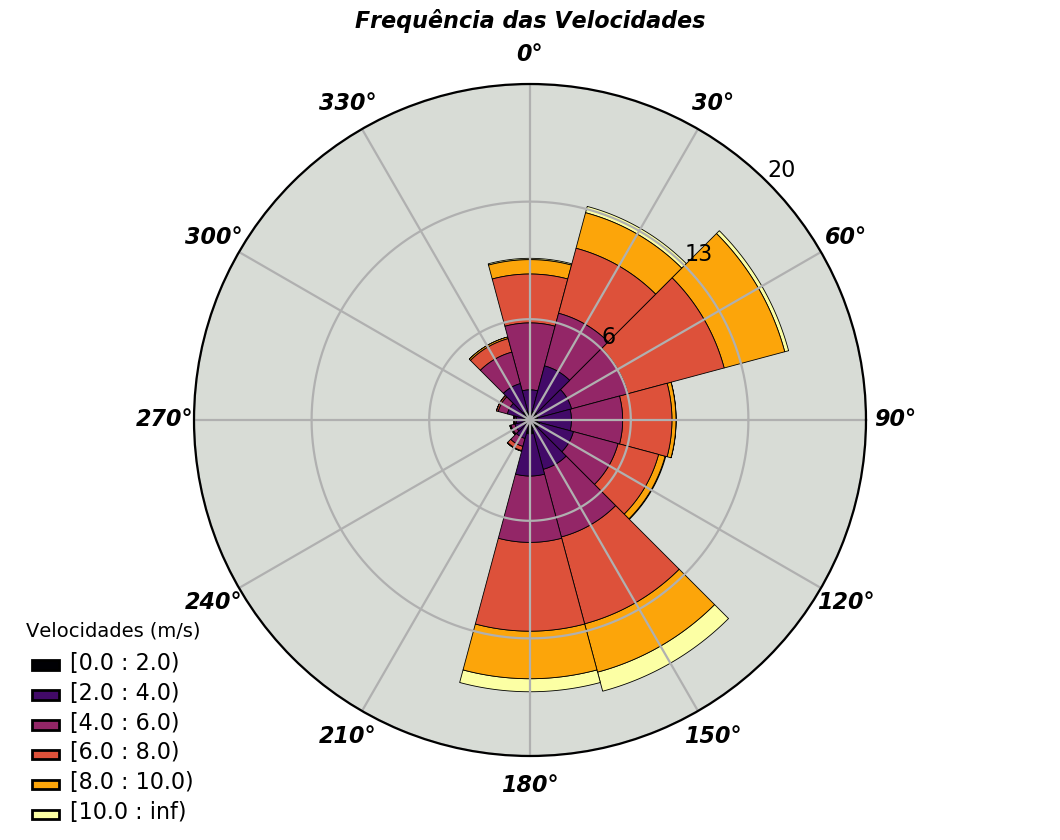 Frequência das Velocidades
0°
330°
30°
20
300°
60°
13
6
270°
90°
240°
120°
210°
150°
180°
Velocidades (m/s)
[0.0 : 2.0)
[2.0 : 4.0)
[4.0 : 6.0)
[6.0 : 8.0)
[8.0 : 10.0)
[10.0 : inf)